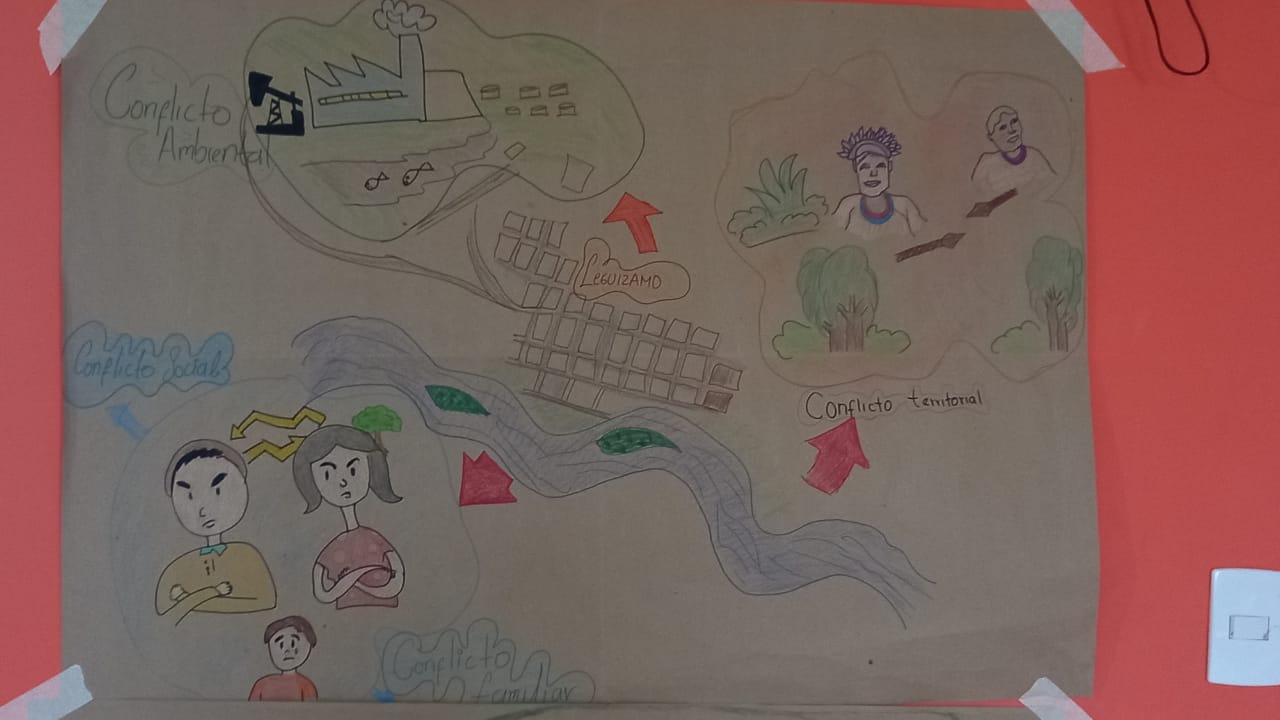 Conflicto
Ambiental
Leguizamo
Conflicto Social
Conflicto territorial
Conflicto
familiar